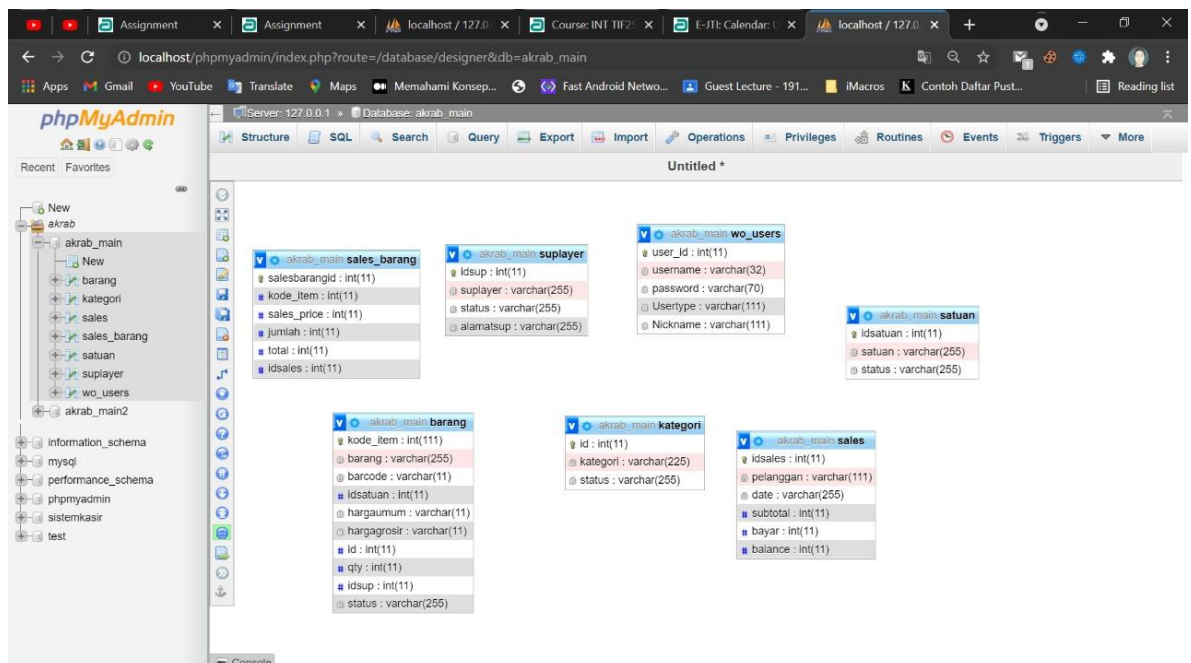 Assignment
Assignment
localhost / 127.0.
Course: INT TIF25
E-JTI: Calendar: U
localhost / 127.0.
localhost/phpmyadmin/index.php?route=/database/designer&db=akrab_main
Apps Gmail YouTube Translate Maps Memahami Konsep... Fast Android Netwo... Guest Lecture - 191... iMacros Contoh Daftar Pust... Reading list
phpMyAdmin
Recent Favorites
New
akrab
akrab_main
New
barang
kategori
sales
sales_barang
satuan
suplayer
wo_users
akrab_main2
information_schema
mysql
performance_schema
phpmyadmin
sistemkasir
test
Server: 127.0.0.1 » Database: akrab_main
Structure SQL Search Query Export Import Operations Privileges Routines Events Triggers More
Untitled *
akrab_main sales_barang
salesbarangid : int(11)
kode_item : int(11)
sales_price : int(11)
jumlah : int(11)
total : int(11)
idsales : int(11)
akrab_main suplayer
idsup : int(11)
suplayer : varchar(255)
status : varchar(255)
alamatsup : varchar(255)
akrab_main wo_users
user_id : int(11)
username : varchar(32)
password : varchar(70)
Usertype : varchar(111)
Nickname : varchar(111)
akrab_main satuan
idsatuan : int(11)
satuan : varchar(255)
status : varchar(255)
akrab_main barang
kode_item : int(111)
barang : varchar(255)
barcode : varchar(11)
idsatuan : int(11)
hargaumum : varchar(11)
hargagrosir : varchar(11)
id : int(11)
qty : int(11)
idsup : int(11)
status : varchar(255)
akrab_main kategori
id : int(11)
kategori : varchar(225)
status : varchar(255)
akrab_main sales
idsales : int(11)
pelanggan : varchar(111)
date : varchar(255)
subtotal : int(11)
bayar : int(11)
balance : int(11)
Console